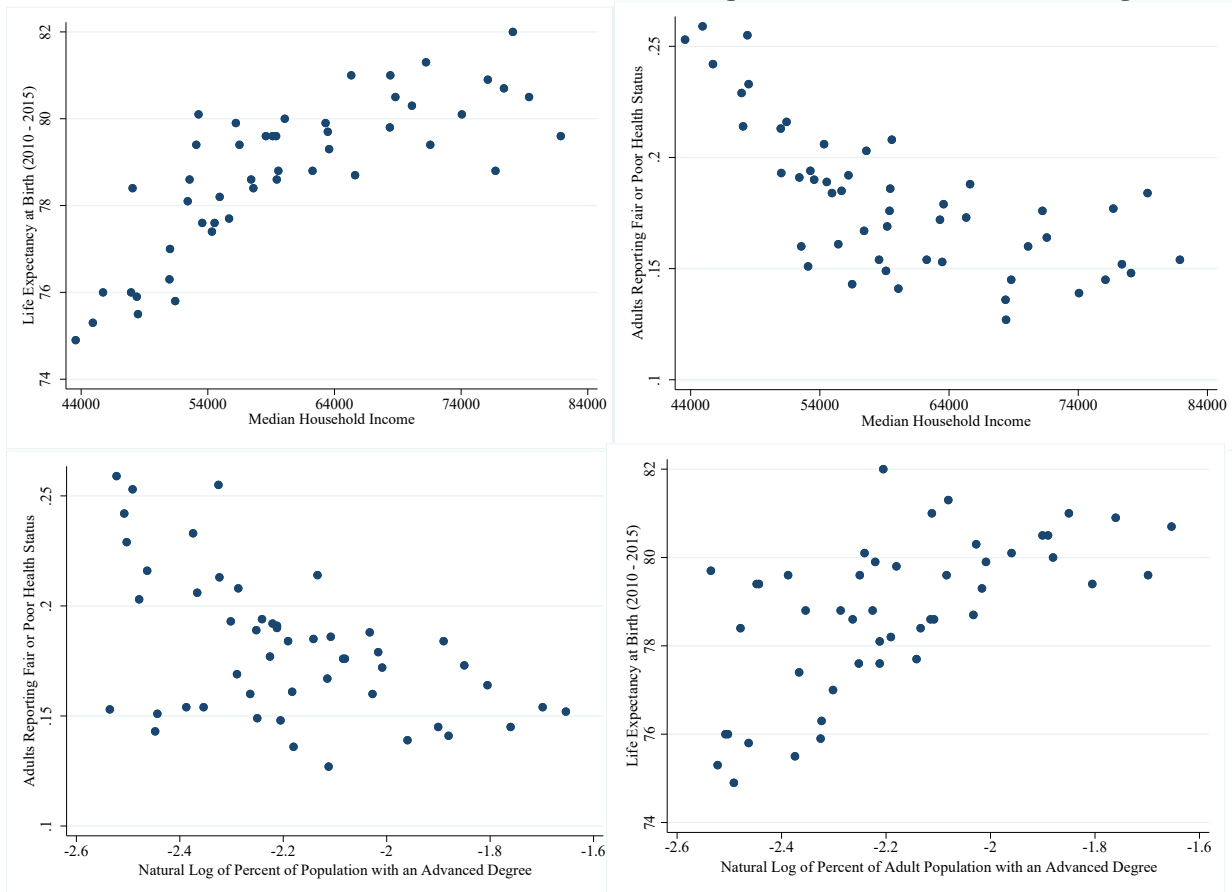 Life Expectancy at Birth (2010 - 2015)
82
80
78
76
74
44000 54000 64000 74000 84000
Median Household Income
Adults Reporting Fair or Poor Health Status
.25
.2
.15
.1
44000 54000 64000 74000 84000
Median Household Income
Adults Reporting Fair or Poor Health Status
.25
.2
.15
.1
-2.6 -2.4 -2.2 -2 -1.8 -1.6
Natural Log of Percent of Population with an Advanced Degree
Life Expectancy at Birth (2010 - 2015)
82
80
78
76
74
-2.6 -2.4 -2.2 -2 -1.8 -1.6
Natural Log of Percent of Adult Population with an Advanced Degree